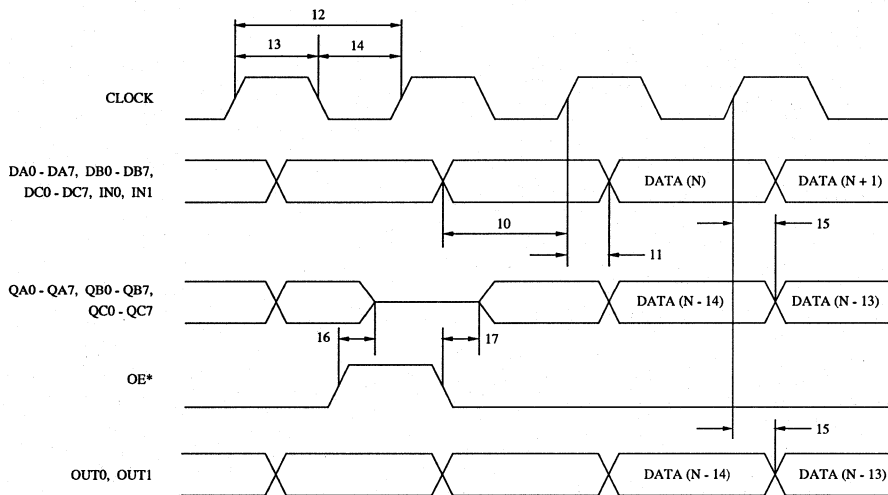 12
13 14
CLOCK
DA0 - DA7, DB0 - DB7,
DC0 - DC7, IN0, IN1
DATA (N) DATA (N + 1)
10
11
15
QA0 - QA7, QB0 - QB7,
QC0 - QC7
DATA (N - 14) DATA (N - 13)
16 17
OE*
15
OUT0, OUT1
DATA (N - 14) DATA (N - 13)